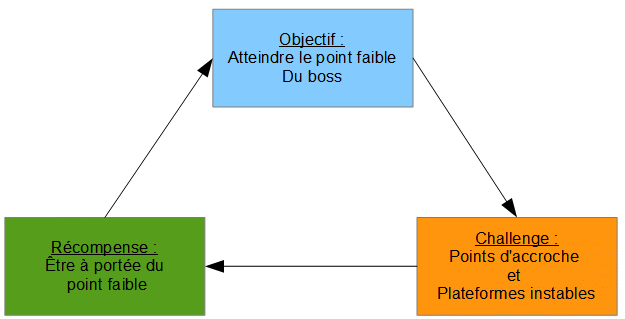 Objectif :
Atteindre le point faible
Du boss
Récompense :
Être à portée du
point faible
Challenge :
Points d'accroche
et
Plateformes instables